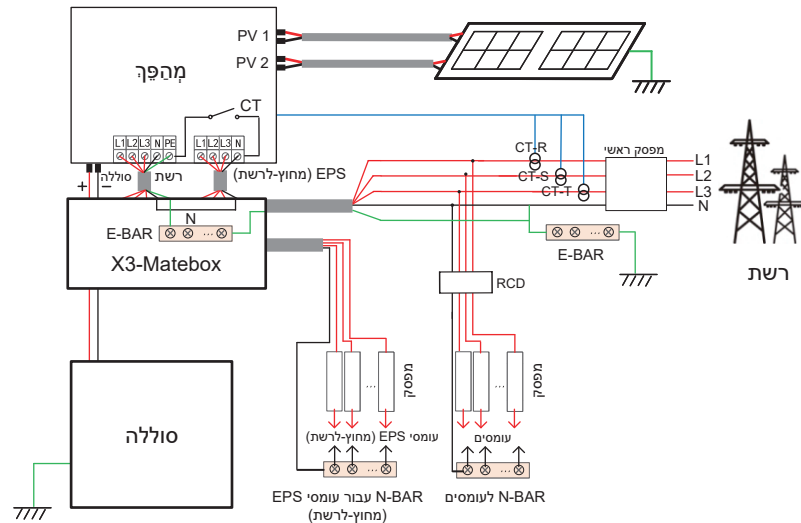 PV 1
PV 2
מְהַפֵּךְ
CT
L1 L2 L3 N PE
L1 L2 L3 N
+
סוללה
–
רשת
EPS (מחוץ-לרשת)
CT-R
CT-S
CT-T
מפסק ראשי
L1
L2
L3
N
רשת
N
E-BAR
...
X3-Matebox
...
E-BAR
RCD
...
מפסק
...
מפסק
עומסי EPS (מחוץ-לרשת)
עומסים
סוללה
...
...
N-BAR עבור עומסי EPS
(מחוץ-לרשת)
N-BAR לעומסים